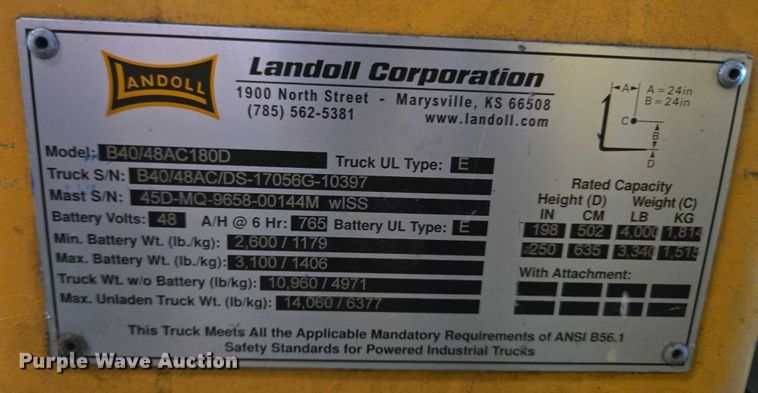 LANDOLL
Landoll Corporation
1900 North Street - Marysville, KS 66508
(785) 562-5381 www.landoll.com
A = 24in
B = 24in
A
C
B
D
Model: B40/48AC180D Truck UL Type: E
Truck S/N: B40/48AC/DS-17056G-10397
Mast S/N: 45D-MQ-9658-00144M wISS
Battery Volts: 48 A/H @ 6 Hr: 765 Battery UL Type: E
Min. Battery Wt. (lb./kg): 2,600 / 1179
Max. Battery Wt. (lb./kg): 3,100 / 1406
Truck Wt. w/o Battery (lb/kg): 10,960 / 4971
Max. Unladen Truck Wt. (lb/kg): 14,060 / 6377
Rated Capacity
Height (D) Weight (C)
IN CM LB KG
198 502 4,000 1,814
250 635 3,340 1,515
With Attachment:
This Truck Meets All the Applicable Mandatory Requirements of ANSI B56.1
Safety Standards for Powered Industrial Trucks
Purple Wave Auction